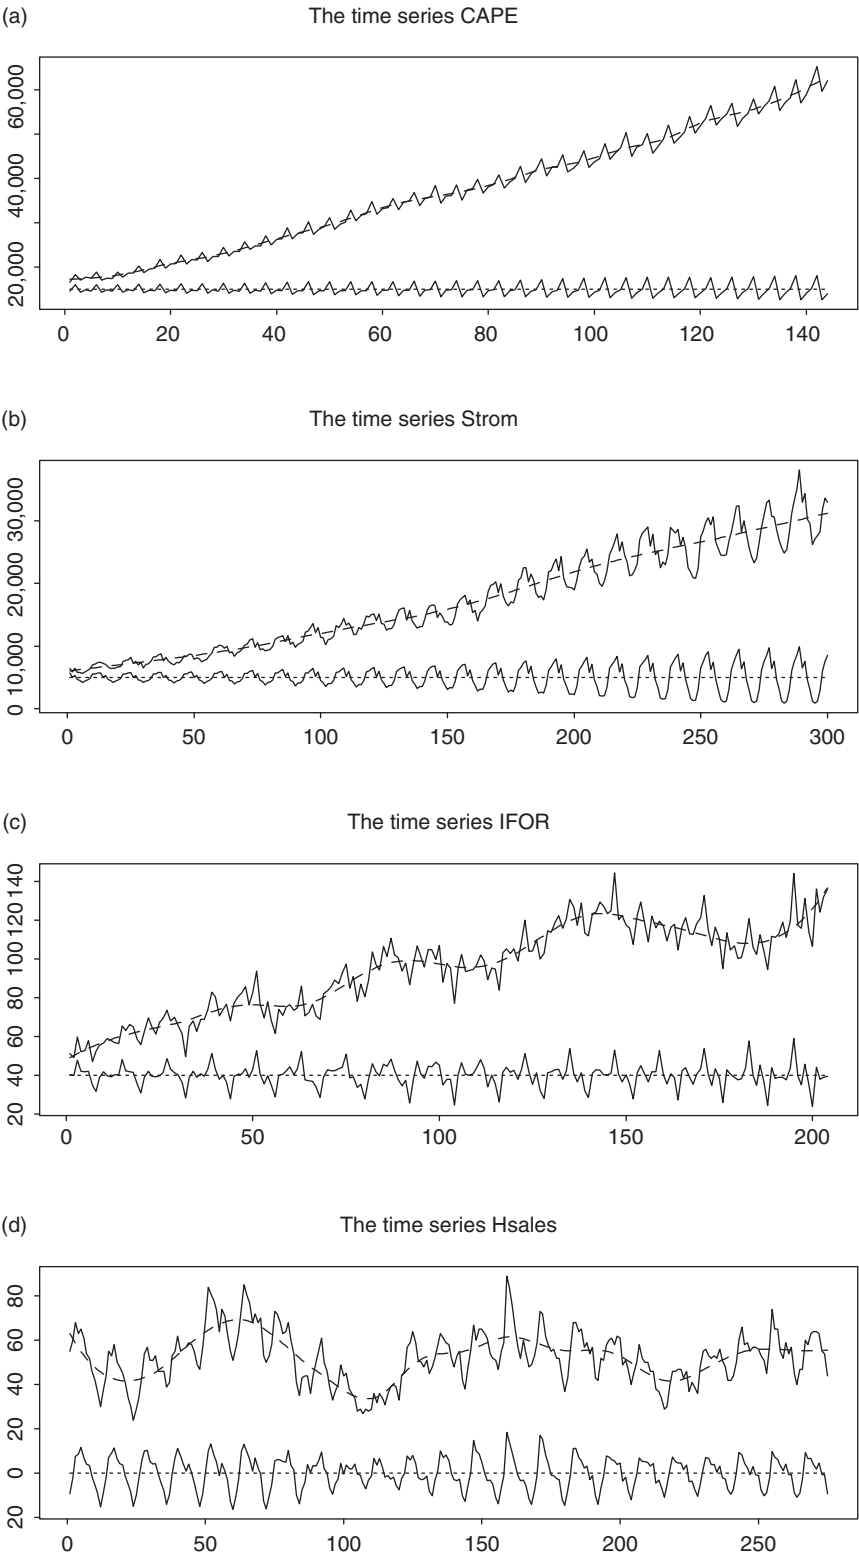 (a)
The time series CAPE
60,000
40,000
20,000
0 20 40 60 80 100 120 140
(b)
The time series Strom
30,000
20,000
10,000
0
0 50 100 150 200 250 300
(c)
The time series IFOR
140
120
100
80
60
40
20
0 50 100 150 200
(d)
The time series Hsales
80
60
40
20
0
20
0 50 100 150 200 250